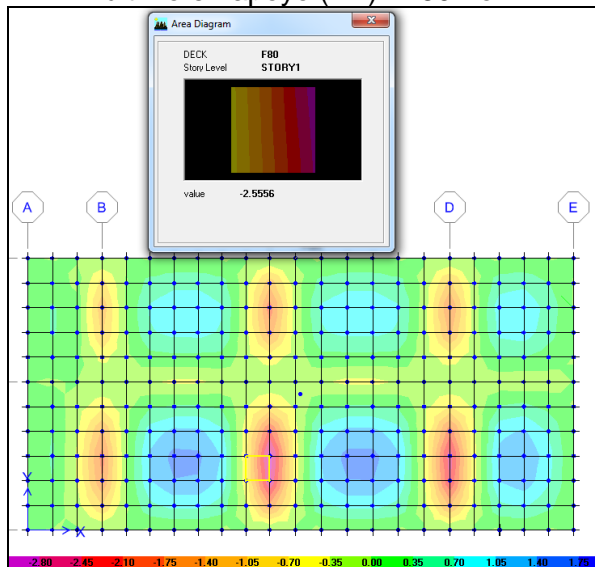 Area Diagram
x
DECK F80
Story Level STORY1
value -2.5556
A B D E
Y
X
-2.80 -2.45 -2.10 -1.75 -1.40 -1.05 -0.70 -0.35 0.00 0.35 0.70 1.05 1.40 1.75